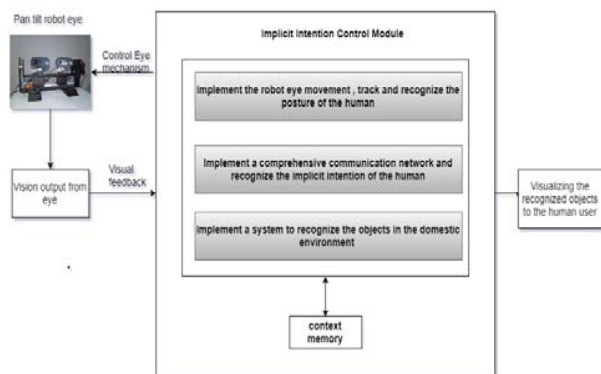 Pan tilt robot eye
Control Eye
mechanism
Vision output from
eye
Visual
feedback
Implicit Intention Control Module
Implement the robot eye movement , track and recognize the
posture of the human
Implement a comprehensive communication network and
recognize the implicit intention of the human
Implement a system to recognize the objects in the domestic
environment
context
memory
Visualizing the
recognized objects
to the human user